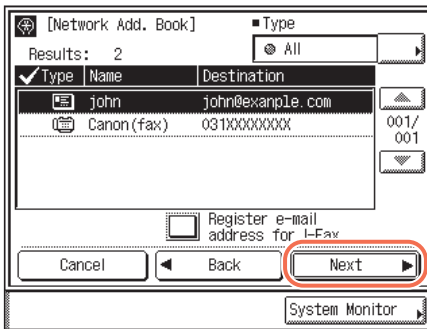 [Network Add. Book]
■Type
Results: 2
All
Type Name Destination
john john@exanple.com
Canon(fax) 031XXXXXXXX
001/
001
Register e-mail
address for I-Fax
Cancel
Back
Next
System Monitor